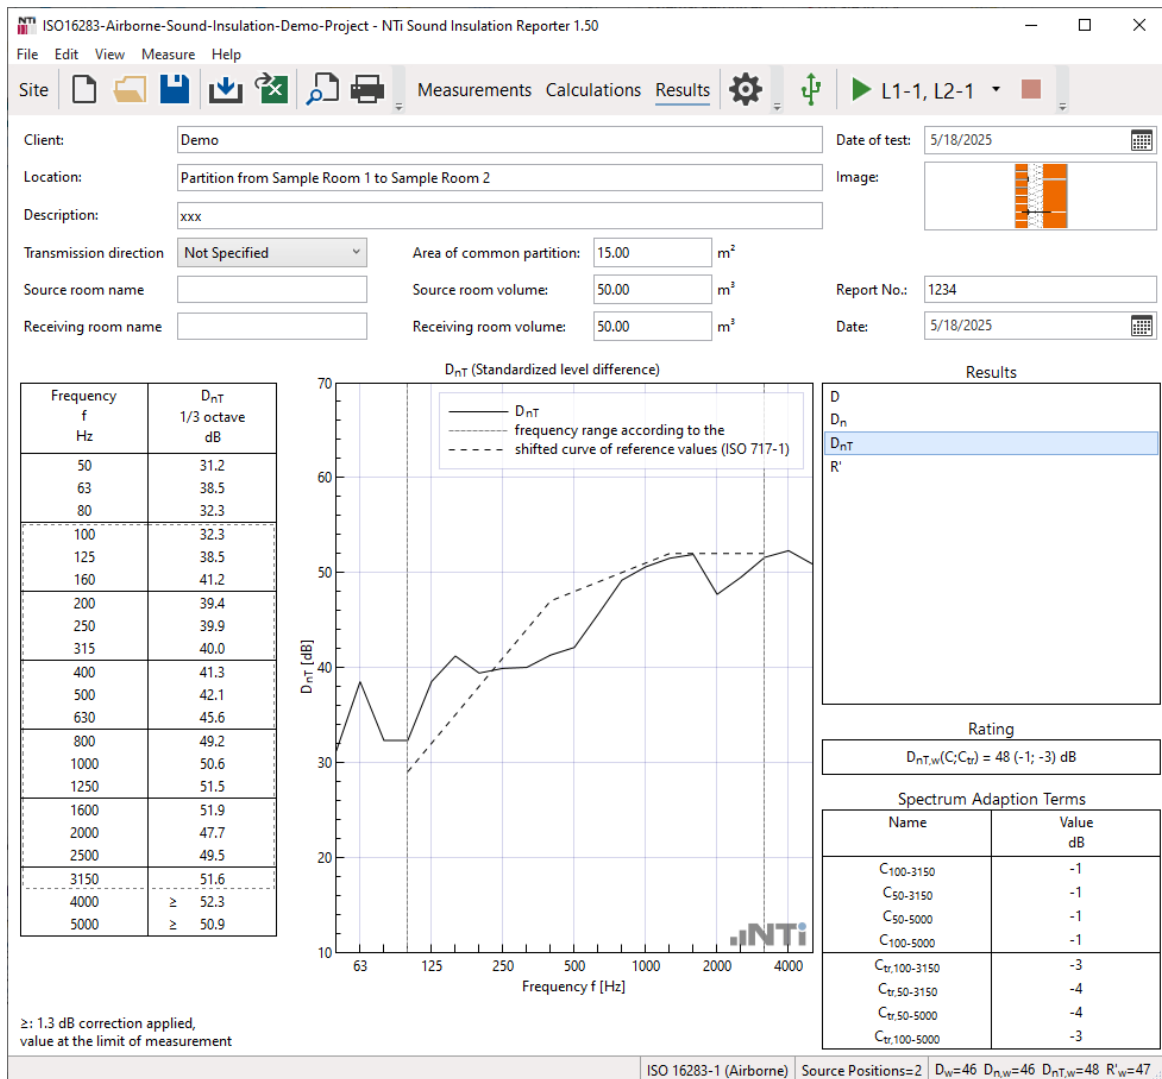 NTi ISO16283-Airborne-Sound-Insulation-Demo-Project - NTi Sound Insulation Reporter 1.50
File Edit View Measure Help
Site Measurements Calculations Results L1-1, L2-1
Client: Demo Date of test: 5/18/2025
Location: Partition from Sample Room 1 to Sample Room 2 Image:
Description: xxx
Transmission direction Not Specified Area of common partition: 15.00 m²
Source room name Source room volume: 50.00 m³ Report No.: 1234
Receiving room name Receiving room volume: 50.00 m³ Date: 5/18/2025
Frequency f Hz DnT 1/3 octave dB
50 31.2
63 38.5
80 32.3
100 32.3
125 38.5
160 41.2
200 39.4
250 39.9
315 40.0
400 41.3
500 42.1
630 45.6
800 49.2
1000 50.6
1250 51.5
1600 51.9
2000 47.7
2500 49.5
3150 51.6
4000 ≥ 52.3
5000 ≥ 50.9
≥: 1.3 dB correction applied,
value at the limit of measurement
DnT (Standardized level difference)
DnT
frequency range according to the
shifted curve of reference values (ISO 717-1)
DnT [dB]
70
60
50
40
30
20
10
63 125 250 500 1000 2000 4000
Frequency f [Hz]
NTi
Results
D
Dn
DnT
R'
Rating
DnT,w(C;Ctr) = 48 (-1; -3) dB
Spectrum Adaption Terms
Name Value
dB
C100-3150 -1
C50-3150 -1
C50-5000 -1
C100-5000 -1
Ctr,100-3150 -3
Ctr,50-3150 -4
Ctr,50-5000 -4
Ctr,100-5000 -3
ISO 16283-1 (Airborne) Source Positions=2 Dw=46 Dn,w=46 DnT,w=48 R'w=47